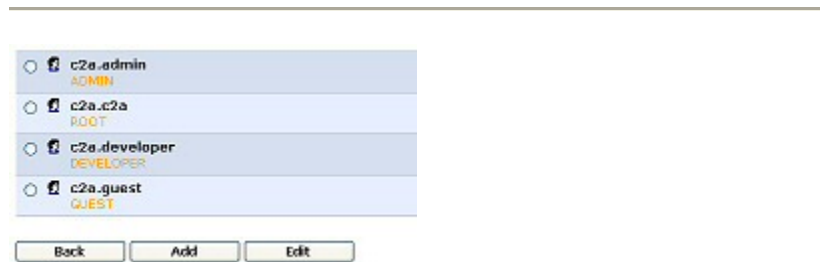 c2a.admin
ADMIN
c2a.c2a
ROOT
c2a.developer
DEVELOPER
c2a.guest
GUEST
Back Add Edit